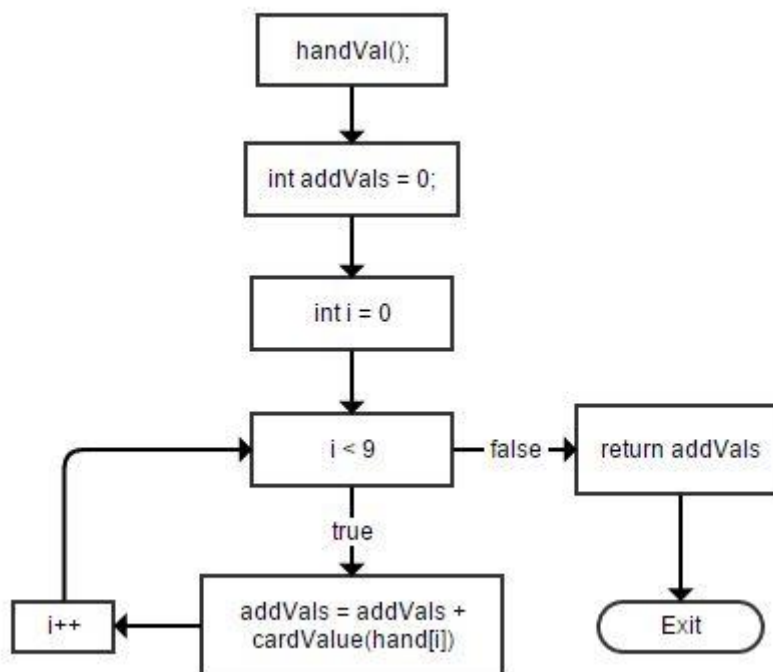 handVal();
int addVals = 0;
int i = 0
i < 9
false
return addVals
true
i++
addVals = addVals +
cardValue(hand[i])
Exit